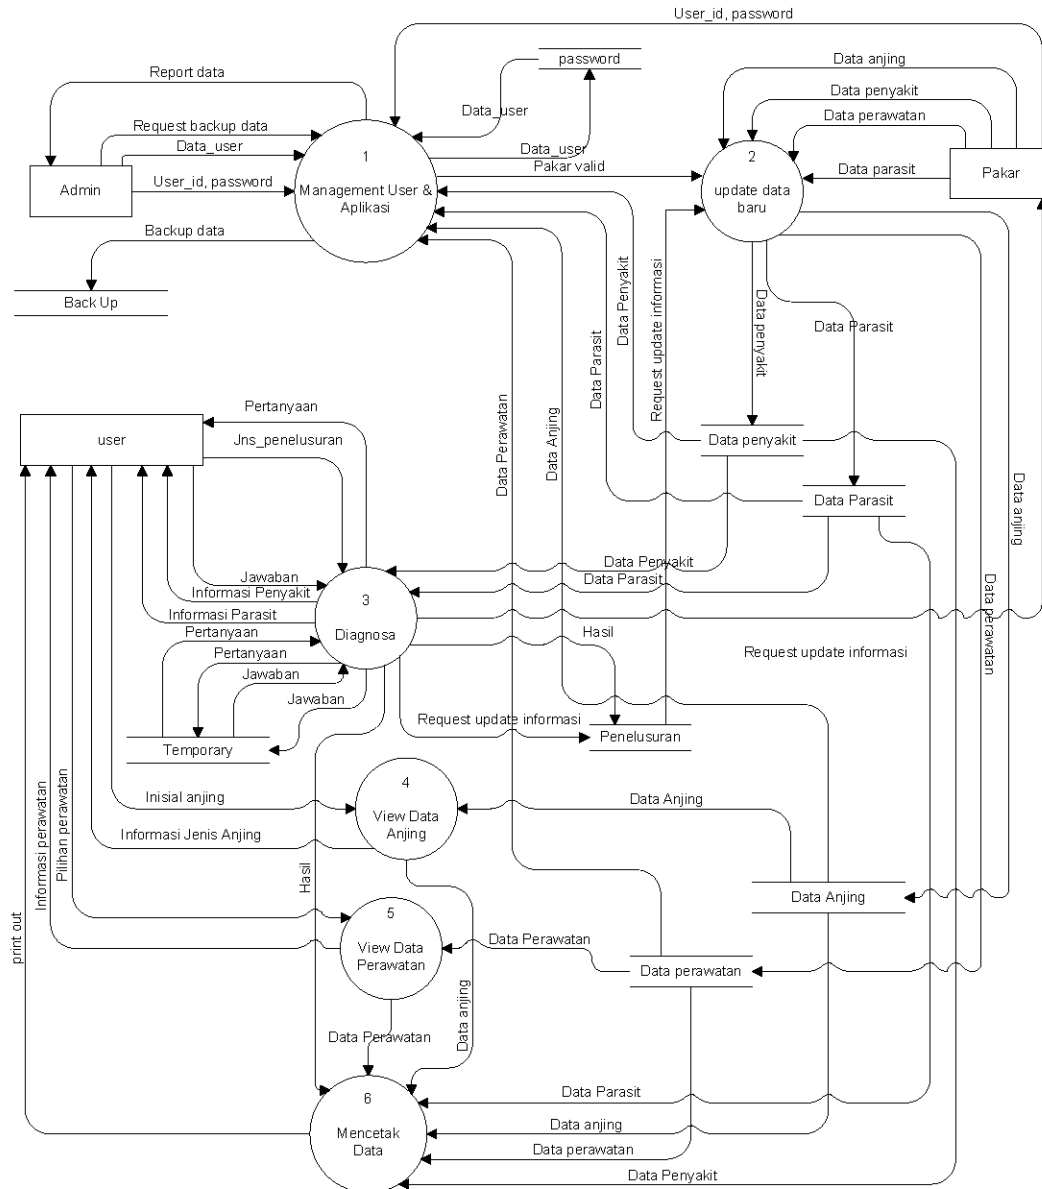 User_id, password
password
Data anjing
Report data
Data penyakit
Data_user
Request backup data
Data perawatan
Data_user
Data_user
1
2
Pakar valid
Admin
User_id, password
Management User &
Aplikasi
update data
baru
Data parasit
Pakar
Backup data
Back Up
Data Penyakit
Request update informasi
Data penyakit
Data Parasit
Data Parasit
Data Perawatan
Data Anjing
Pertanyaan
user
Jns_penelusuran
Data penyakit
Data Parasit
Data anjing
Data perawatan
Data Penyakit
Data Parasit
Jawaban
Informasi Penyakit
Informasi Parasit
3
Diagnosa
Pertanyaan
Hasil
Pertanyaan
Request update informasi
Jawaban
Jawaban
Request update informasi
Temporary
Penelusuran
4
View Data
Anjing
Inisial anjing
Data Anjing
Informasi Jenis Anjing
Informasi perawatan
Pilihan perawatan
Hasil
Data Anjing
5
View Data
Perawatan
Data Perawatan
Data perawatan
print out
Data anjing
Data Perawatan
6
Mencetak
Data
Data Parasit
Data anjing
Data perawatan
Data Penyakit